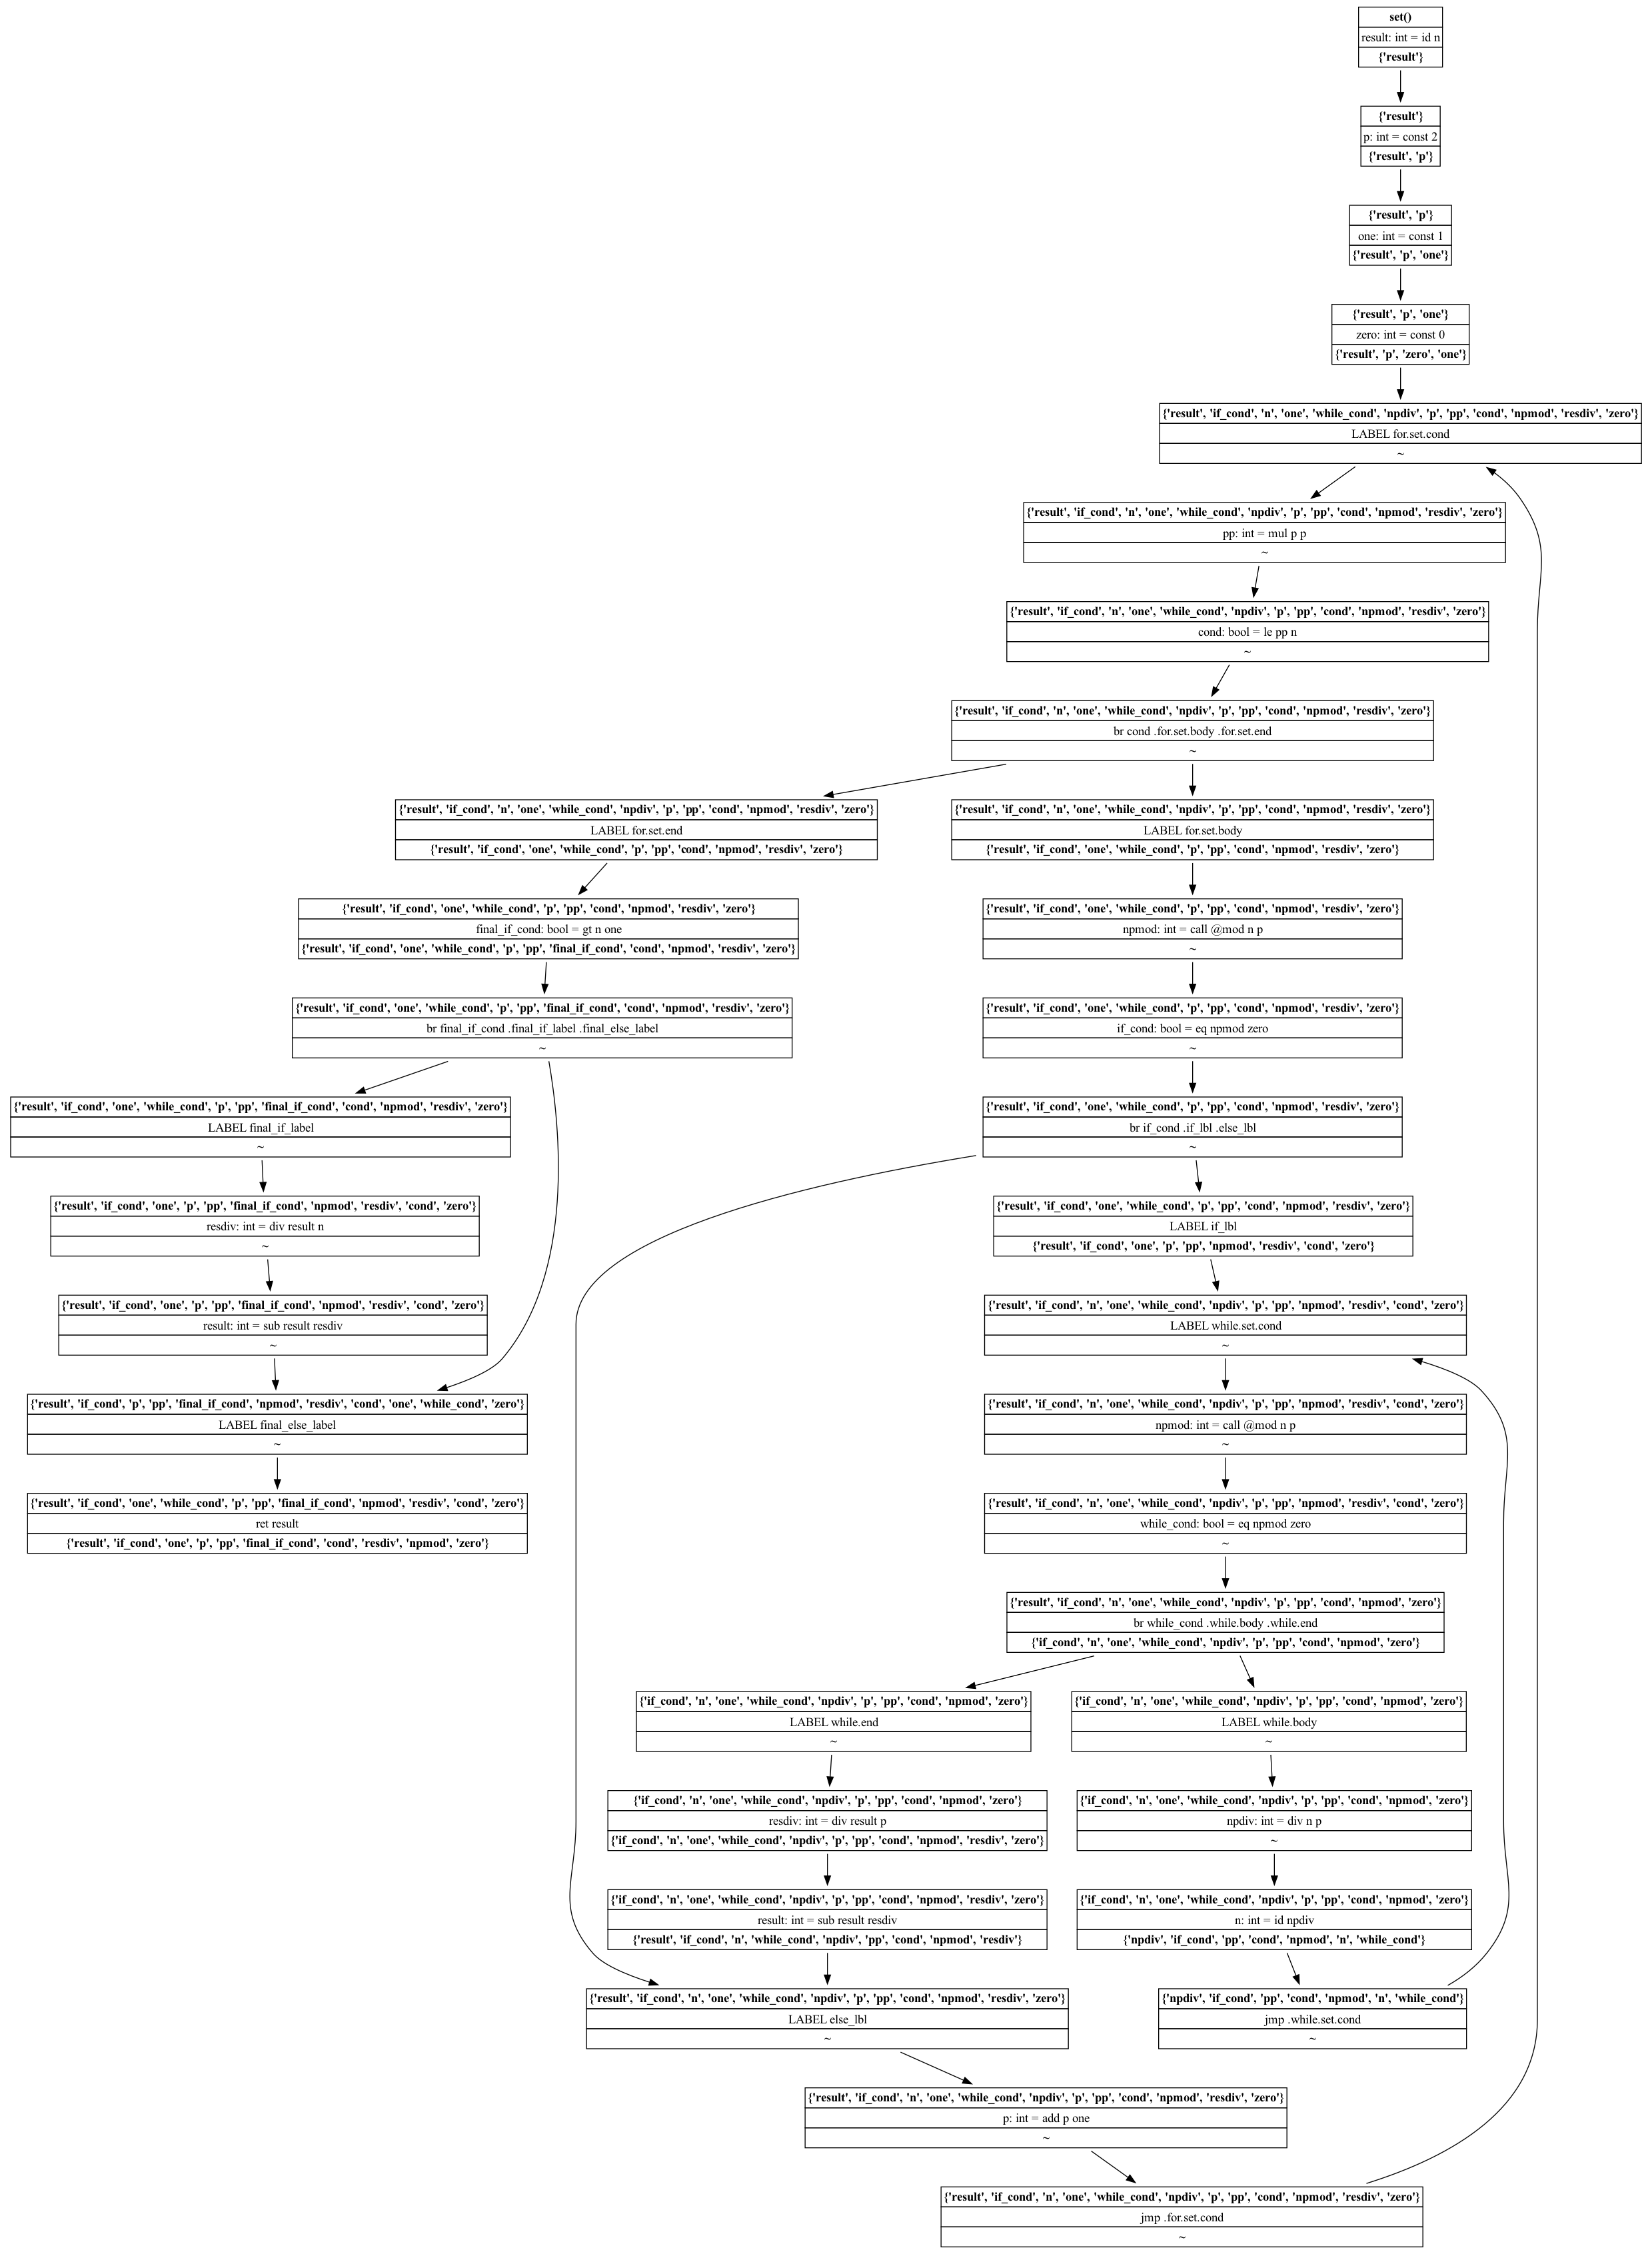 set()
result: int = id n
{'result'}
{'result'}
p: int = const 2
{'result', 'p'}
{'result', 'p'}
one: int = const 1
{'result', 'p', 'one'}
{'result', 'p', 'one'}
zero: int = const 0
{'result', 'p', 'zero', 'one'}
{'result', 'if_cond', 'n', 'one', 'while_cond', 'npdiv', 'p', 'pp', 'cond', 'npmod', 'resdiv', 'zero'}
LABEL for.set.cond
~
{'result', 'if_cond', 'n', 'one', 'while_cond', 'npdiv', 'p', 'pp', 'cond', 'npmod', 'resdiv', 'zero'}
pp: int = mul p p
~
{'result', 'if_cond', 'n', 'one', 'while_cond', 'npdiv', 'p', 'pp', 'cond', 'npmod', 'resdiv', 'zero'}
cond: bool = le pp n
~
{'result', 'if_cond', 'n', 'one', 'while_cond', 'npdiv', 'p', 'pp', 'cond', 'npmod', 'resdiv', 'zero'}
br cond .for.set.body .for.set.end
~
{'result', 'if_cond', 'n', 'one', 'while_cond', 'npdiv', 'p', 'pp', 'cond', 'npmod', 'resdiv', 'zero'}
LABEL for.set.end
{'result', 'if_cond', 'one', 'while_cond', 'p', 'pp', 'cond', 'npmod', 'resdiv', 'zero'}
{'result', 'if_cond', 'one', 'while_cond', 'p', 'pp', 'cond', 'npmod', 'resdiv', 'zero'}
final_if_cond: bool = gt n one
{'result', 'if_cond', 'one', 'while_cond', 'p', 'pp', 'final_if_cond', 'cond', 'npmod', 'resdiv', 'zero'}
{'result', 'if_cond', 'one', 'while_cond', 'p', 'pp', 'final_if_cond', 'cond', 'npmod', 'resdiv', 'zero'}
br final_if_cond .final_if_label .final_else_label
~
{'result', 'if_cond', 'one', 'while_cond', 'p', 'pp', 'final_if_cond', 'cond', 'npmod', 'resdiv', 'zero'}
LABEL final_if_label
~
{'result', 'if_cond', 'one', 'p', 'pp', 'final_if_cond', 'npmod', 'resdiv', 'cond', 'zero'}
resdiv: int = div result n
~
{'result', 'if_cond', 'one', 'p', 'pp', 'final_if_cond', 'npmod', 'resdiv', 'cond', 'zero'}
result: int = sub result resdiv
~
{'result', 'if_cond', 'p', 'pp', 'final_if_cond', 'npmod', 'resdiv', 'cond', 'one', 'while_cond', 'zero'}
LABEL final_else_label
~
{'result', 'if_cond', 'one', 'while_cond', 'p', 'pp', 'final_if_cond', 'npmod', 'resdiv', 'cond', 'zero'}
ret result
{'result', 'if_cond', 'one', 'p', 'pp', 'final_if_cond', 'cond', 'resdiv', 'npmod', 'zero'}
{'result', 'if_cond', 'n', 'one', 'while_cond', 'npdiv', 'p', 'pp', 'cond', 'npmod', 'resdiv', 'zero'}
LABEL for.set.body
{'result', 'if_cond', 'one', 'while_cond', 'p', 'pp', 'cond', 'npmod', 'resdiv', 'zero'}
{'result', 'if_cond', 'one', 'while_cond', 'p', 'pp', 'cond', 'npmod', 'resdiv', 'zero'}
npmod: int = call @mod n p
~
{'result', 'if_cond', 'one', 'while_cond', 'p', 'pp', 'cond', 'npmod', 'resdiv', 'zero'}
if_cond: bool = eq npmod zero
~
{'result', 'if_cond', 'one', 'while_cond', 'p', 'pp', 'cond', 'npmod', 'resdiv', 'zero'}
br if_cond .if_lbl .else_lbl
~
{'result', 'if_cond', 'one', 'while_cond', 'p', 'pp', 'cond', 'npmod', 'resdiv', 'zero'}
LABEL if_lbl
{'result', 'if_cond', 'one', 'p', 'pp', 'npmod', 'resdiv', 'cond', 'zero'}
{'result', 'if_cond', 'n', 'one', 'while_cond', 'npdiv', 'p', 'pp', 'npmod', 'resdiv', 'cond', 'zero'}
LABEL while.set.cond
~
{'result', 'if_cond', 'n', 'one', 'while_cond', 'npdiv', 'p', 'pp', 'npmod', 'resdiv', 'cond', 'zero'}
npmod: int = call @mod n p
~
{'result', 'if_cond', 'n', 'one', 'while_cond', 'npdiv', 'p', 'pp', 'npmod', 'resdiv', 'cond', 'zero'}
while_cond: bool = eq npmod zero
~
{'result', 'if_cond', 'n', 'one', 'while_cond', 'npdiv', 'p', 'pp', 'cond', 'npmod', 'zero'}
br while_cond .while.body .while.end
{'if_cond', 'n', 'one', 'while_cond', 'npdiv', 'p', 'pp', 'cond', 'npmod', 'zero'}
{'if_cond', 'n', 'one', 'while_cond', 'npdiv', 'p', 'pp', 'cond', 'npmod', 'zero'}
LABEL while.end
~
{'if_cond', 'n', 'one', 'while_cond', 'npdiv', 'p', 'pp', 'cond', 'npmod', 'zero'}
resdiv: int = div result p
{'if_cond', 'n', 'one', 'while_cond', 'npdiv', 'p', 'pp', 'cond', 'npmod', 'resdiv', 'zero'}
{'if_cond', 'n', 'one', 'while_cond', 'npdiv', 'p', 'pp', 'cond', 'npmod', 'resdiv', 'zero'}
result: int = sub result resdiv
{'result', 'if_cond', 'n', 'while_cond', 'npdiv', 'pp', 'cond', 'npmod', 'resdiv'}
{'if_cond', 'n', 'one', 'while_cond', 'npdiv', 'p', 'pp', 'cond', 'npmod', 'zero'}
LABEL while.body
~
{'if_cond', 'n', 'one', 'while_cond', 'npdiv', 'p', 'pp', 'cond', 'npmod', 'zero'}
npdiv: int = div n p
~
{'if_cond', 'n', 'one', 'while_cond', 'npdiv', 'p', 'pp', 'cond', 'npmod', 'zero'}
n: int = id npdiv
{'npdiv', 'if_cond', 'pp', 'cond', 'npmod', 'n', 'while_cond'}
{'npdiv', 'if_cond', 'pp', 'cond', 'npmod', 'n', 'while_cond'}
jmp .while.set.cond
~
{'result', 'if_cond', 'n', 'one', 'while_cond', 'npdiv', 'p', 'pp', 'cond', 'npmod', 'resdiv', 'zero'}
LABEL else_lbl
~
{'result', 'if_cond', 'n', 'one', 'while_cond', 'npdiv', 'p', 'pp', 'cond', 'npmod', 'resdiv', 'zero'}
p: int = add p one
~
{'result', 'if_cond', 'n', 'one', 'while_cond', 'npdiv', 'p', 'pp', 'cond', 'npmod', 'resdiv', 'zero'}
jmp .for.set.cond
~